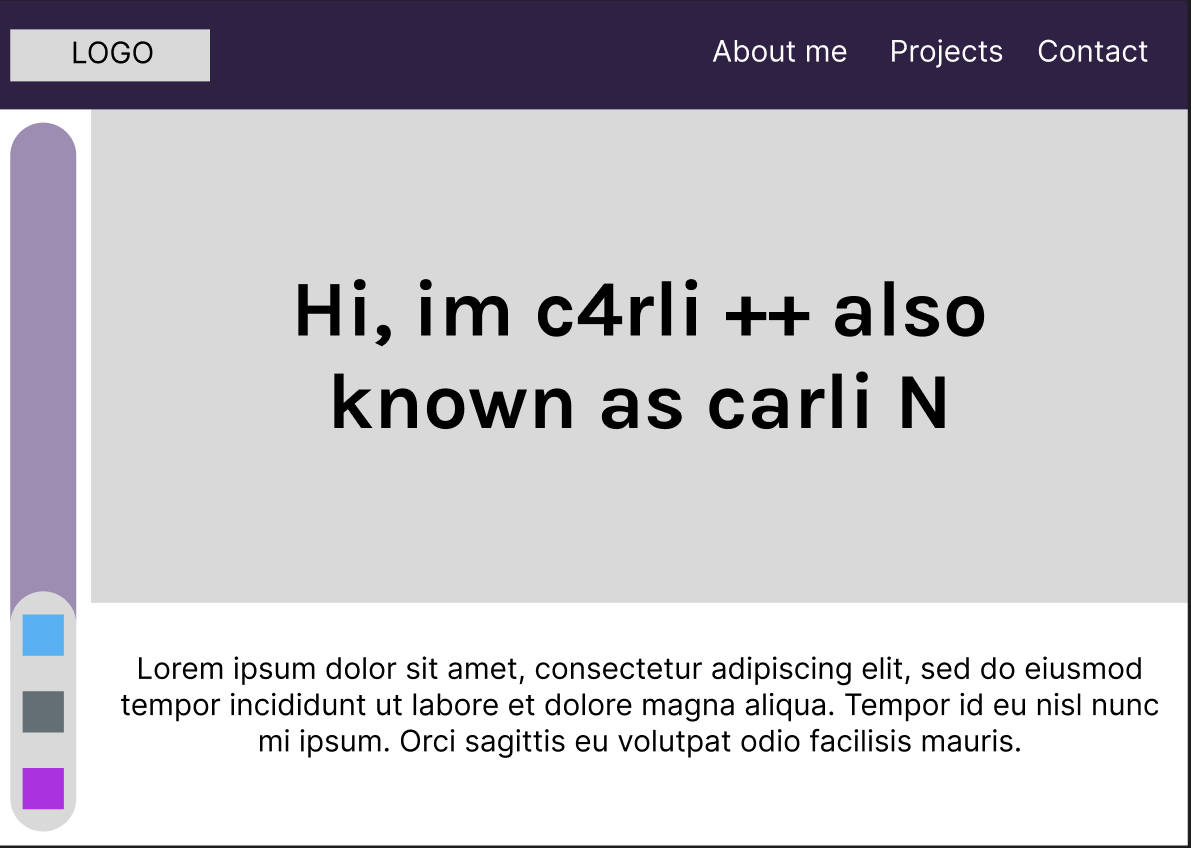 LOGO
About me
Projects
Contact
Hi, im c4rli ++ also
known as carli N
Lorem ipsum dolor sit amet, consectetur adipiscing elit, sed do eiusmod
tempor incididunt ut labore et dolore magna aliqua. Tempor id eu nisl nunc
mi ipsum. Orci sagittis eu volutpat odio facilisis mauris.